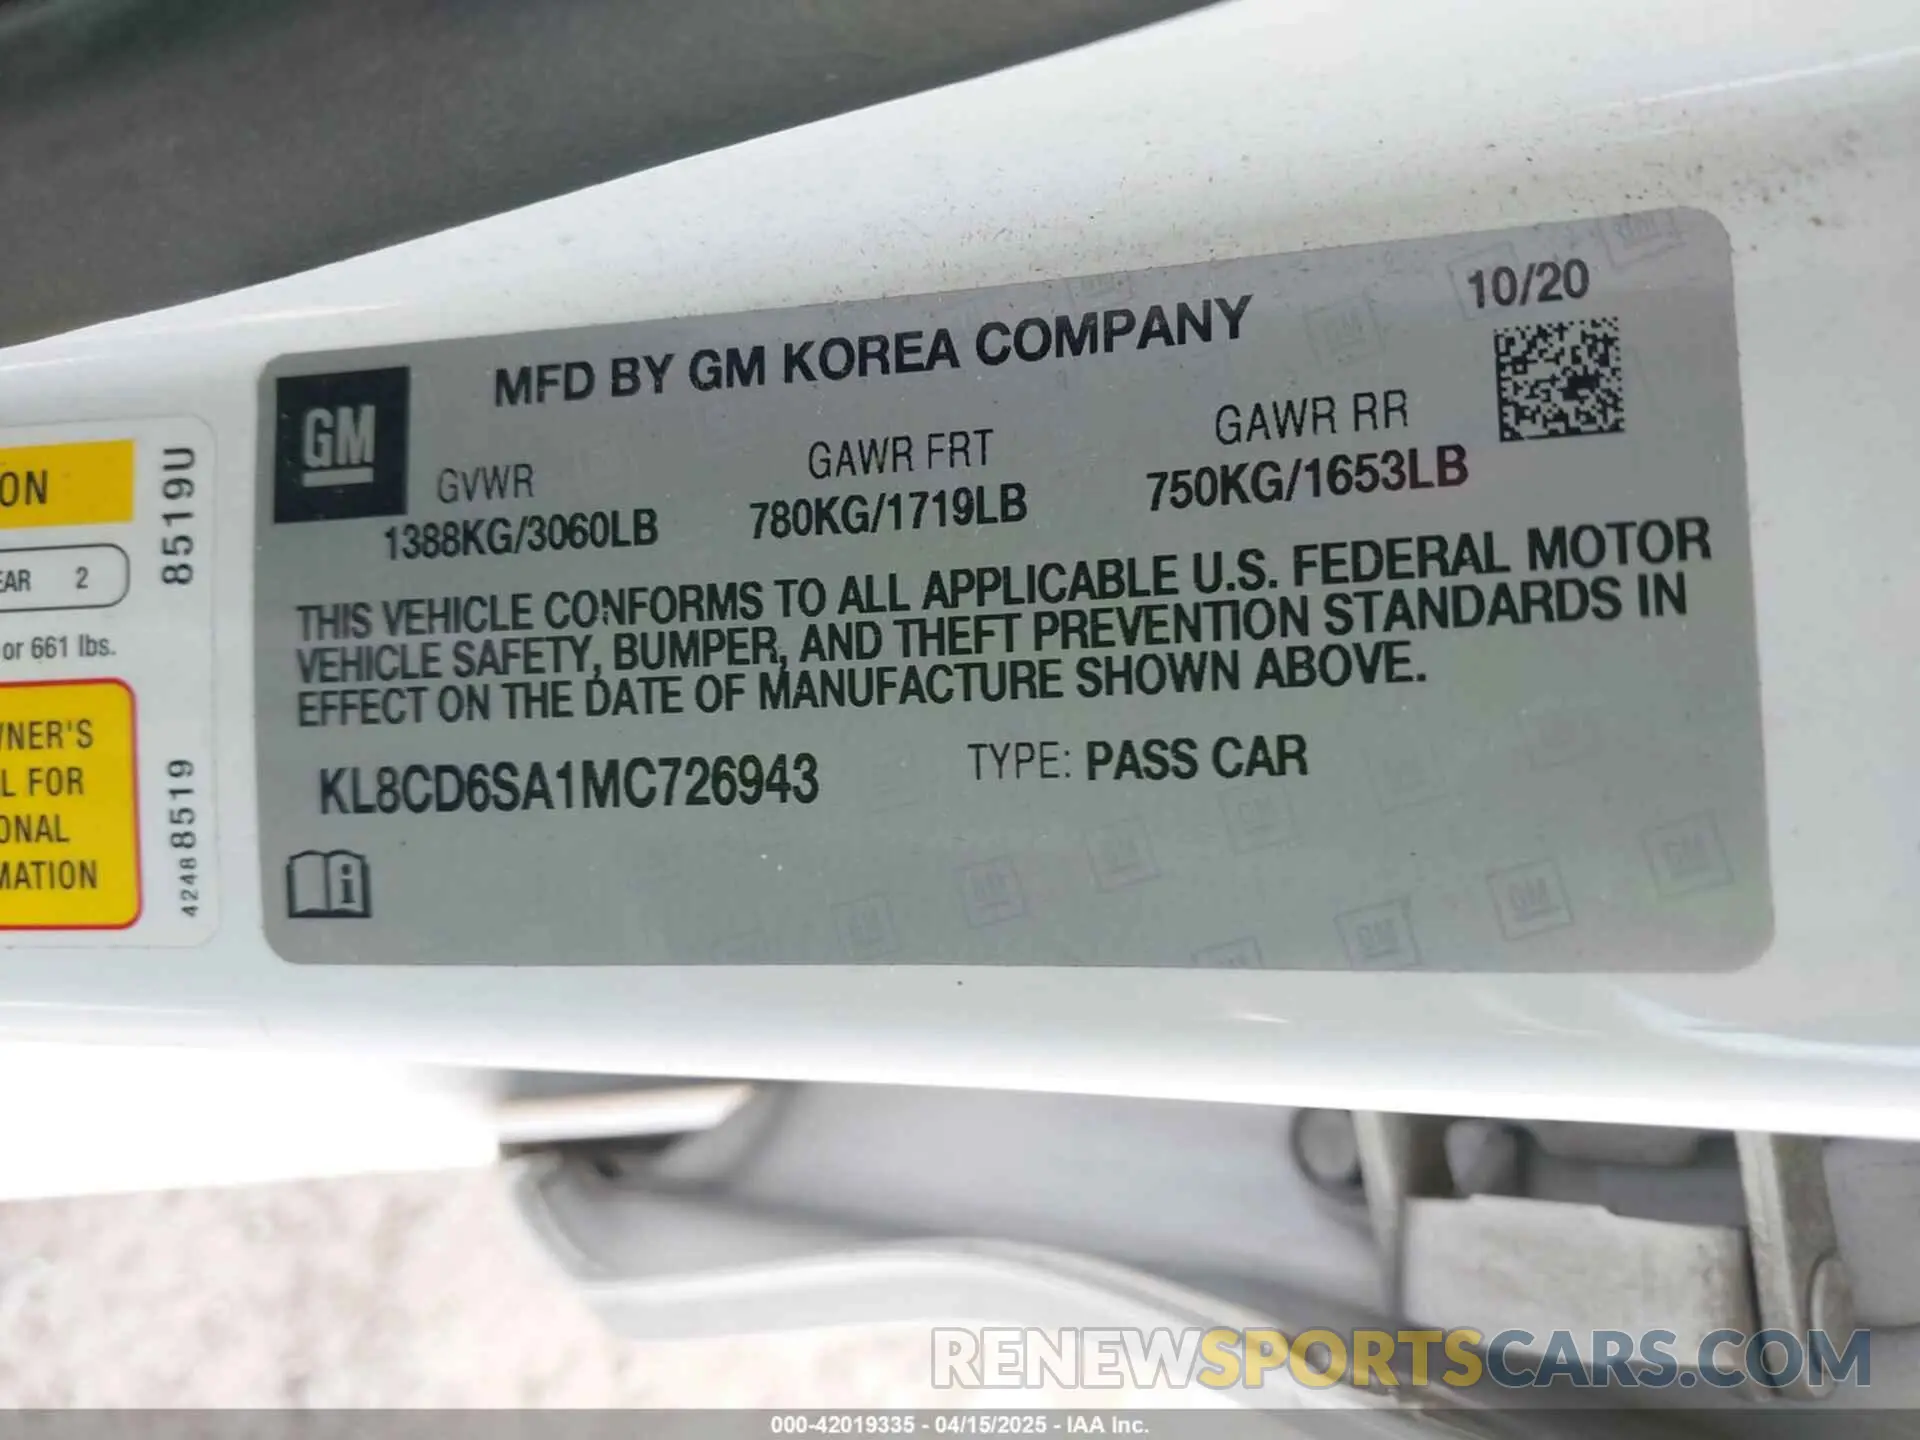 10/20
MFD BY GM KOREA COMPANY
GM
GVWR
GAWR FRT
GAWR RR
1388KG/3060LB
780KG/1719LB
750KG/1653LB
THIS VEHICLE CONFORMS TO ALL APPLICABLE U.S. FEDERAL MOTOR
VEHICLE SAFETY, BUMPER, AND THEFT PREVENTION STANDARDS IN
EFFECT ON THE DATE OF MANUFACTURE SHOWN ABOVE.
KL8CD6SA1MC726943
TYPE: PASS CAR
ON
EAR 2
or 661 lbs.
WNER'S
L FOR
ONAL
MATION
8519U
42488519
RENEWSPORTSCARS.COM
000-42019335 - 04/15/2025 - IAA Inc.